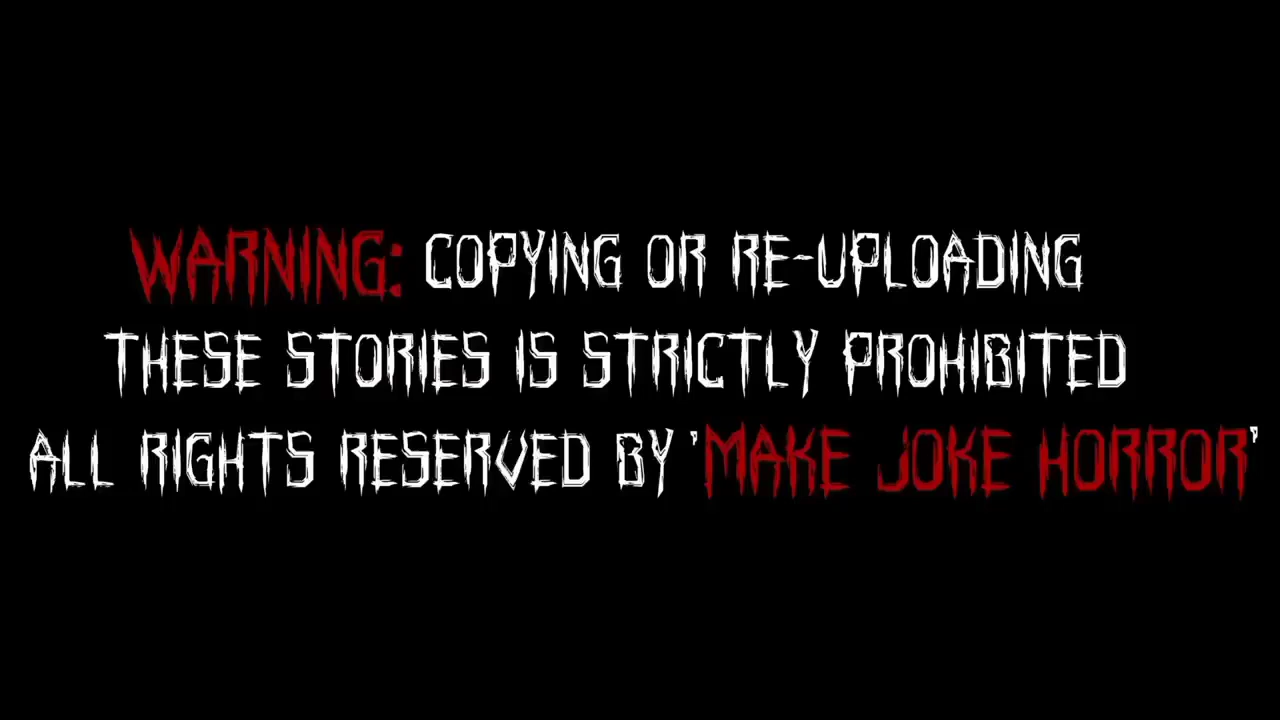 WARNING: COPYING OR RE-UPLOADING
THESE STORIES IS STRICTLY PROHIBITED
ALL RIGHTS RESERVED BY 'MAKE JOKE HORROR'